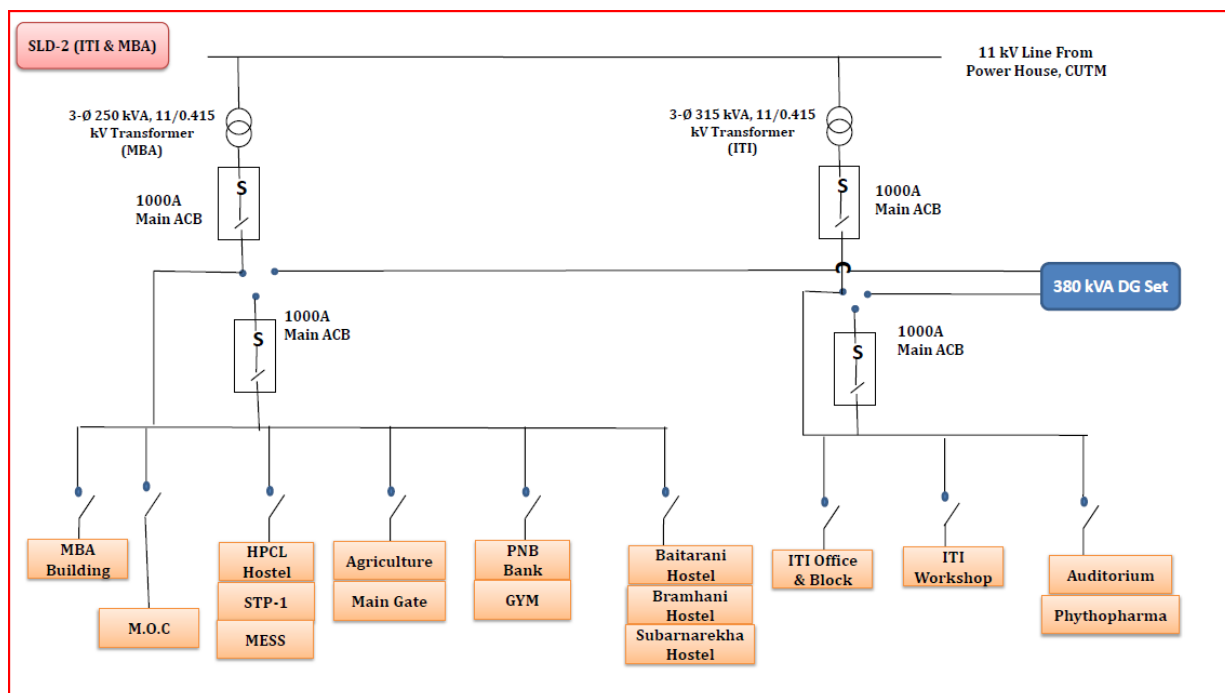 SLD-2 (ITI & MBA)
11 kV Line From
Power House, CUTM
3-Ø 250 kVA, 11/0.415
kV Transformer
(MBA)
3-Ø 315 kVA, 11/0.415
kV Transformer
(ITI)
S
1000A
Main ACB
S
1000A
Main ACB
C
380 kVA DG Set
S
1000A
Main ACB
S
1000A
Main ACB
MBA
Building
M.O.C
HPCL
Hostel
STP-1
MESS
Agriculture
Main Gate
PNB
Bank
GYM
Baitarani
Hostel
Bramhani
Hostel
Subarnarekha
Hostel
ITI Office
& Block
ITI
Workshop
Auditorium
Phythopharma